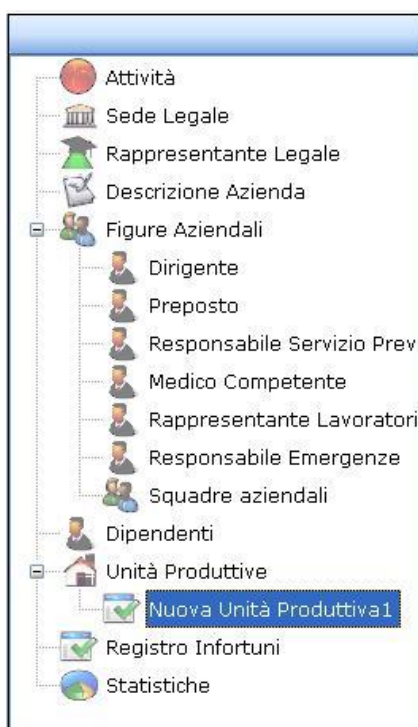 Attività
Sede Legale
Rappresentante Legale
Descrizione Azienda
Figure Aziendali
Dirigente
Preposto
Responsabile Servizio Prev
Medico Competente
Rappresentante Lavoratori
Responsabile Emergenze
Squadre aziendali
Dipendenti
Unità Produttive
Nuova Unità Produttiva1
Registro Infortuni
Statistiche